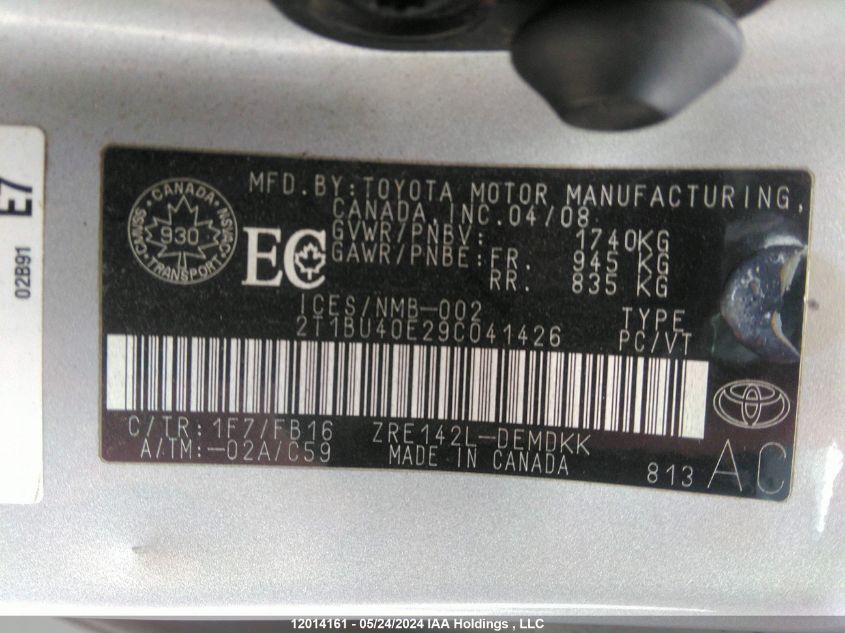 MFD.BY:TOYOTA MOTOR MANUFACTURING,
CANADA,INC.04/08
GVWR/PNBV: 1740KG
GAWR/PNBE:FR. 945 KG
RR. 835 KG
CANADA
930
TRANSPORT
EC
ICES/NMB-002
2T1BU40E29C041426
TYPE
PC/VT
C/TR:1F7/FB16 ZRE142L-DEMDKK
A/TM:-02A/C59 MADE IN CANADA
813 AC
E7
02B91
12014161 - 05/24/2024 IAA Holdings , LLC